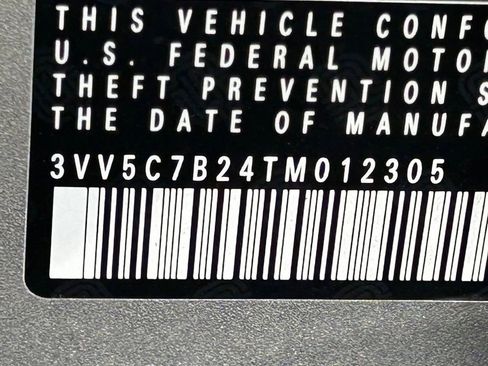 THIS VEHICLE CONF
U.S. FEDERAL MOTO
THEFT PREVENTION S
THE DATE OF MANUFA
3VV5C7B24TM012305